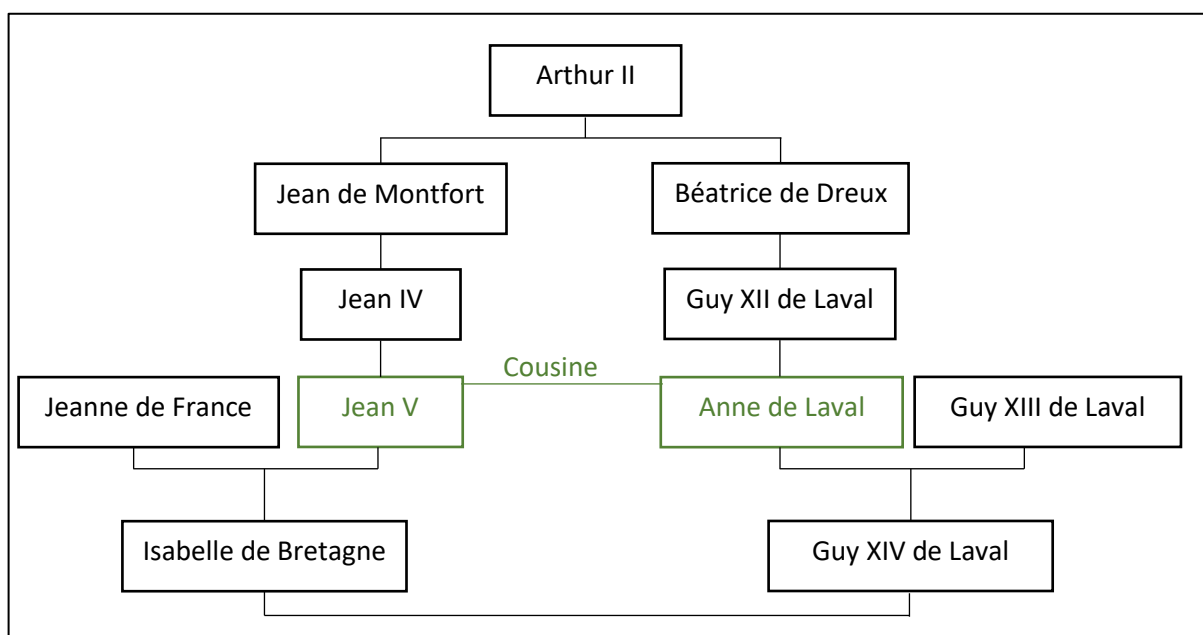 Arthur II
Jean de Montfort
Béatrice de Dreux
Jean IV
Guy XII de Laval
Cousine
Jeanne de France
Jean V
Anne de Laval
Guy XIII de Laval
Isabelle de Bretagne
Guy XIV de Laval